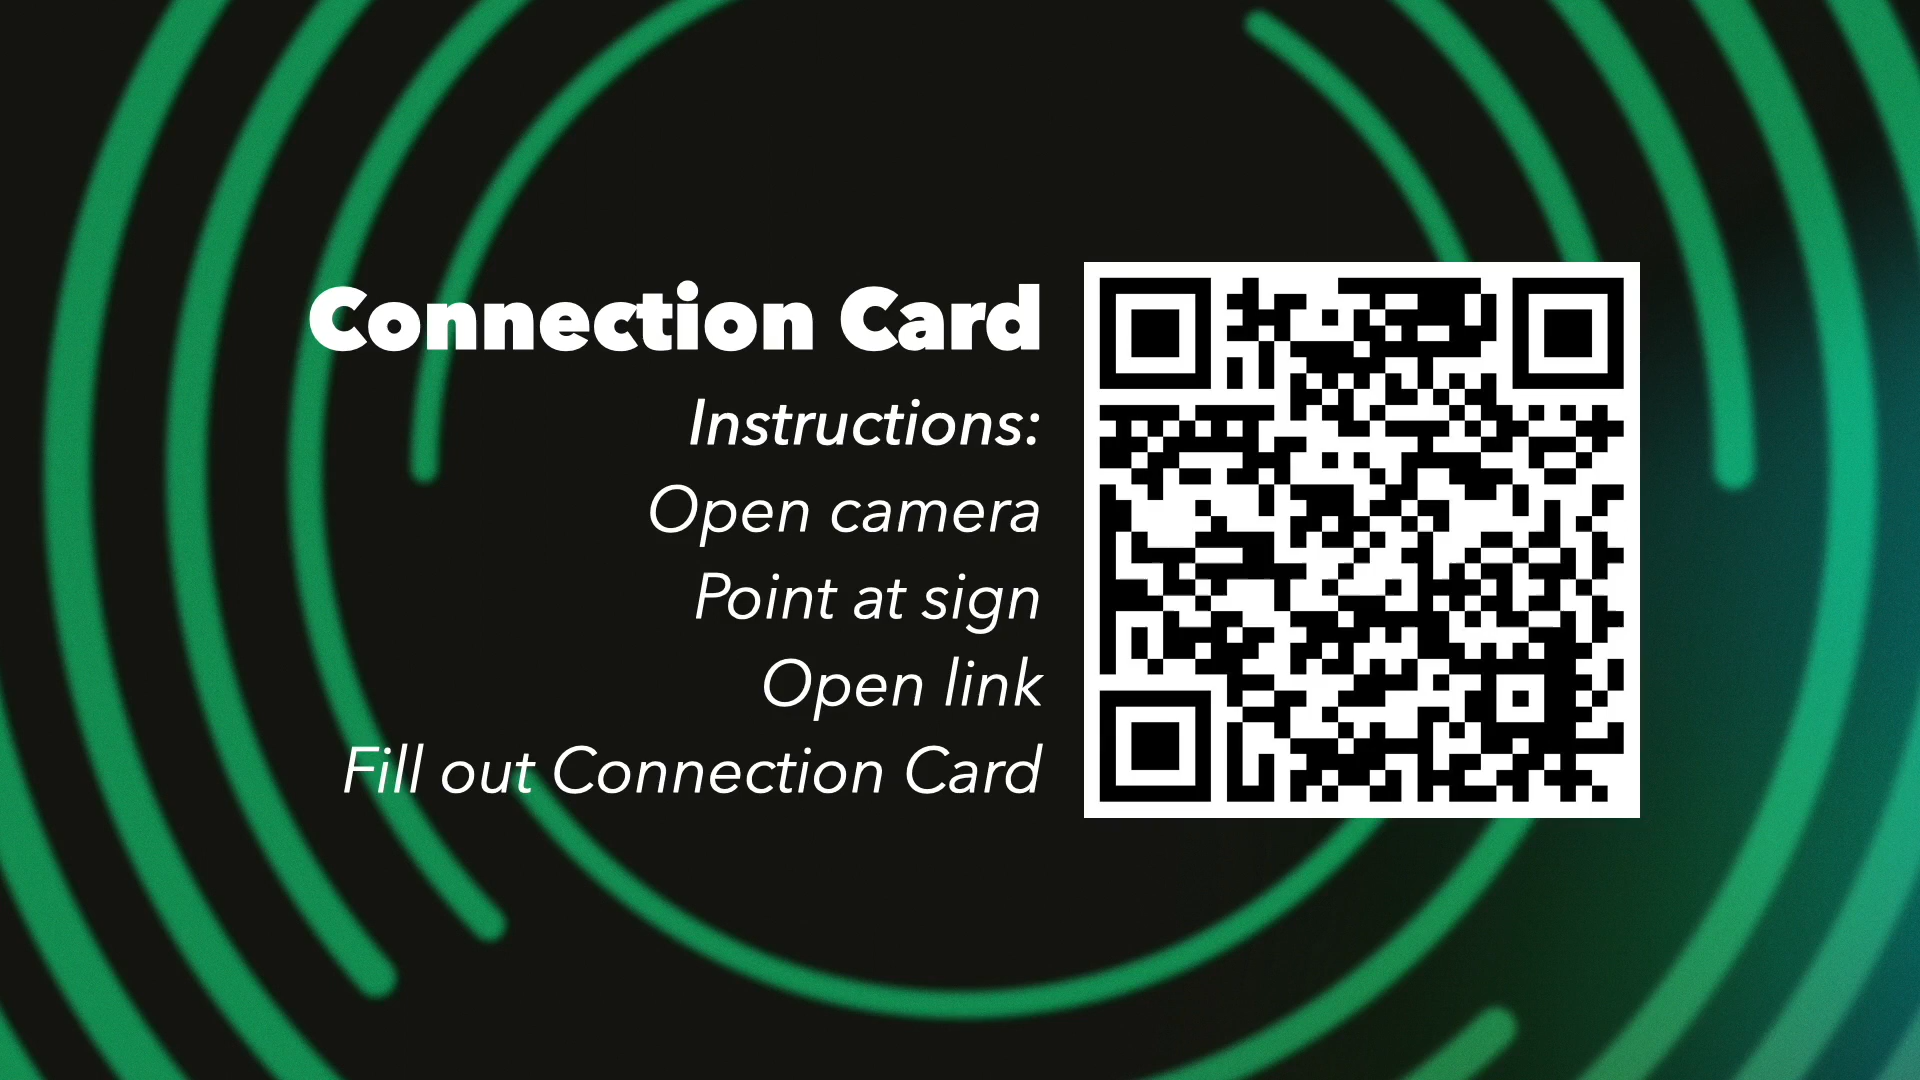 Connection Card
Instructions:
Open camera
Point at sign
Open link
Fill out Connection Card